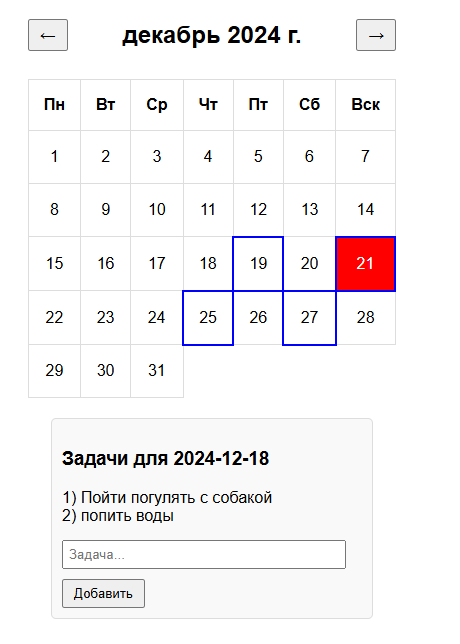 ← декабрь 2024 г. →
Пн Вт Ср Чт Пт Сб Вск
1 2 3 4 5 6 7
8 9 10 11 12 13 14
15 16 17 18 19 20 21
22 23 24 25 26 27 28
29 30 31
Задачи для 2024-12-18
1) Пойти погулять с собакой
2) попить воды
Задача...
Добавить